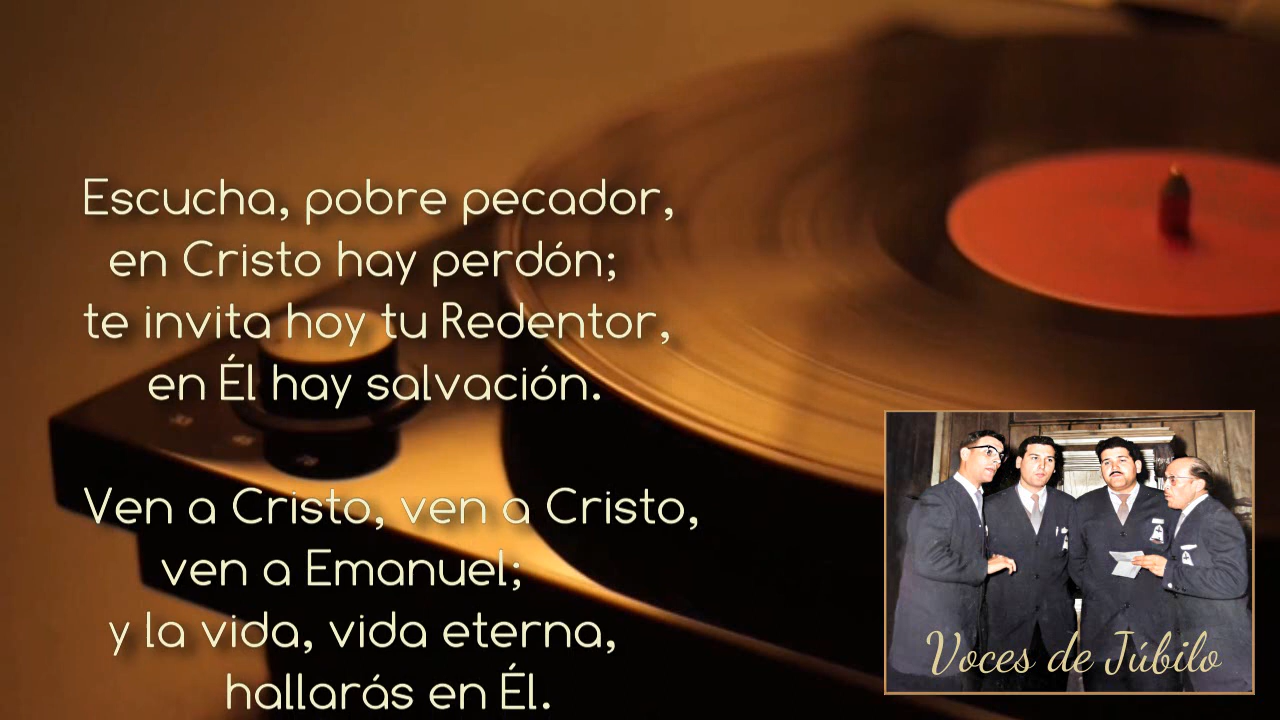 Escucha, pobre pecador,
en Cristo hay perdón;
te invita hoy tu Redentor,
en Él hay salvación.
Ven a Cristo, ven a Cristo,
ven a Emanuel;
y la vida, vida eterna,
hallarás en Él.
Voces de Júbilo